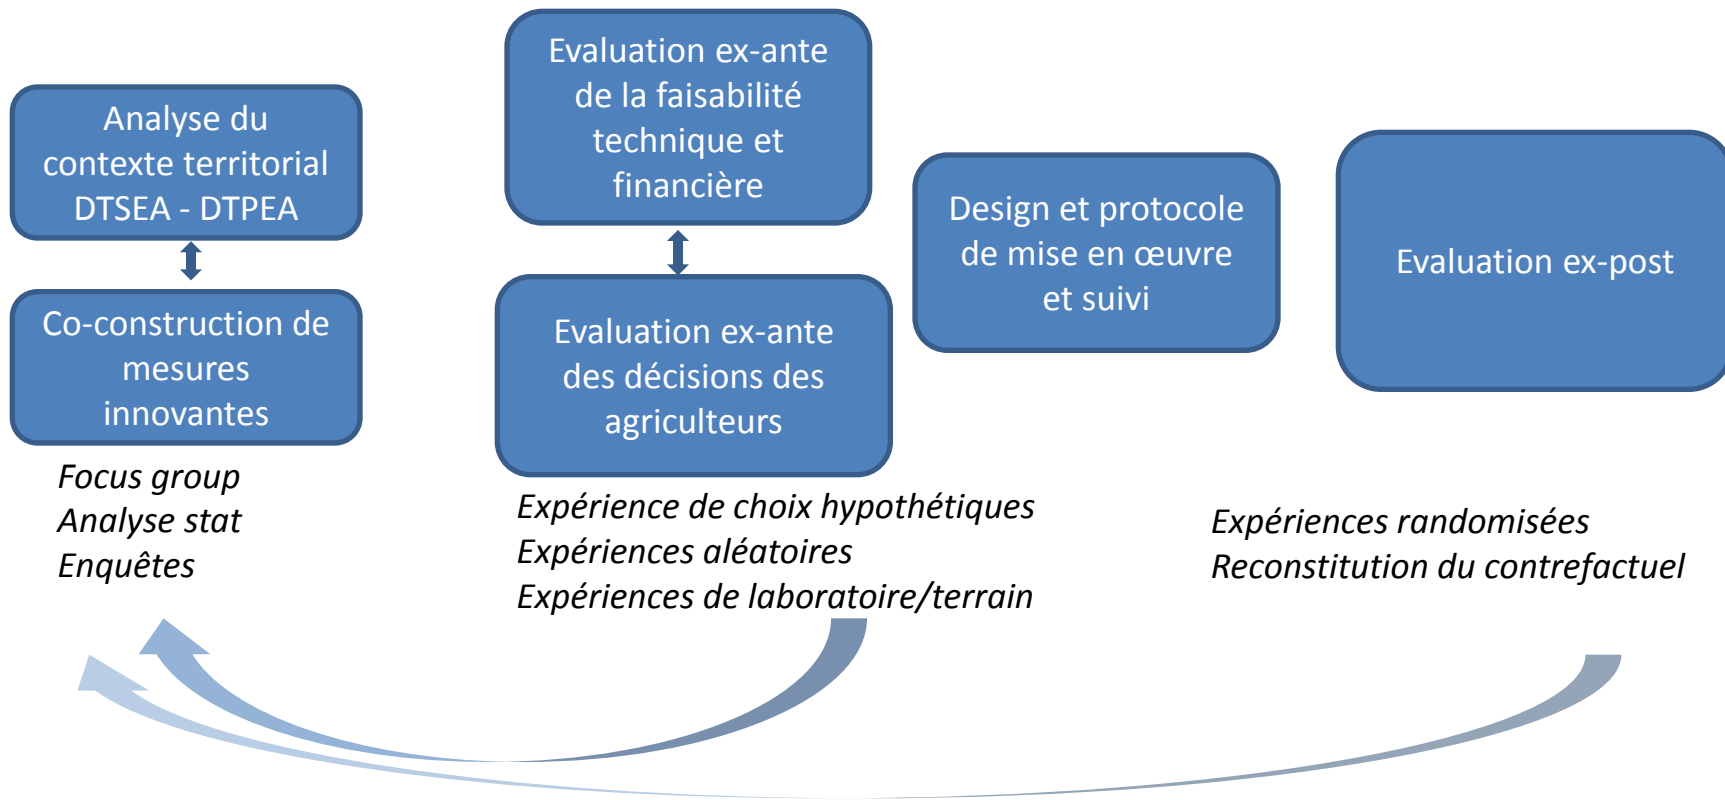 Analyse du
contexte territorial
DTSEA - DTPEA
Co-construction de
mesures
innovantes
Focus group
Analyse stat
Enquêtes
Evaluation ex-ante
de la faisabilité
technique et
financière
Evaluation ex-ante
des décisions des
agriculteurs
Expérience de choix hypothétiques
Expériences aléatoires
Expériences de laboratoire/terrain
Design et protocole
de mise en œuvre
et suivi
Evaluation ex-post
Expériences randomisées
Reconstitution du contrefactuel